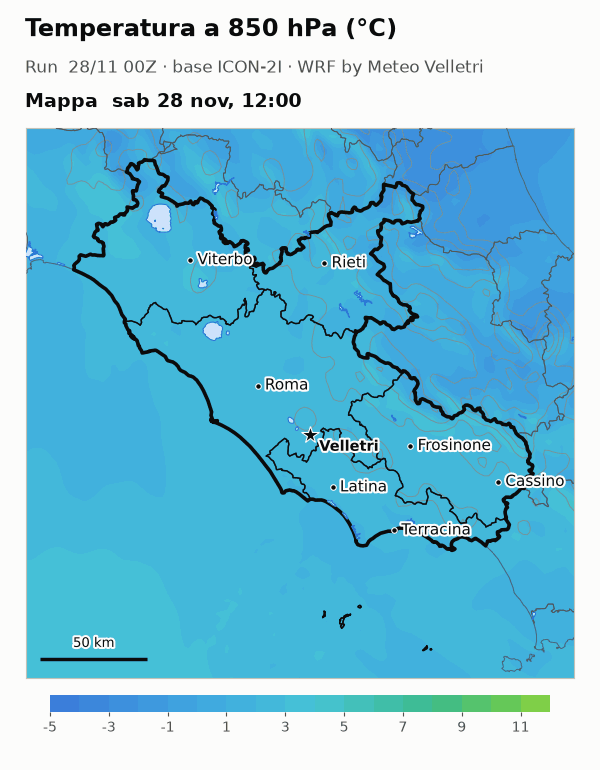 Temperatura a 850 hPa (°C)
Run  28/11 00Z · base ICON-2I · WRF by Meteo Velletri
Mappa  sab 28 nov, 12:00
Viterbo
Rieti
Roma
Velletri
Frosinone
Cassino
Latina
Terracina
50 km
-5 -3 -1 1 3 5 7 9 11